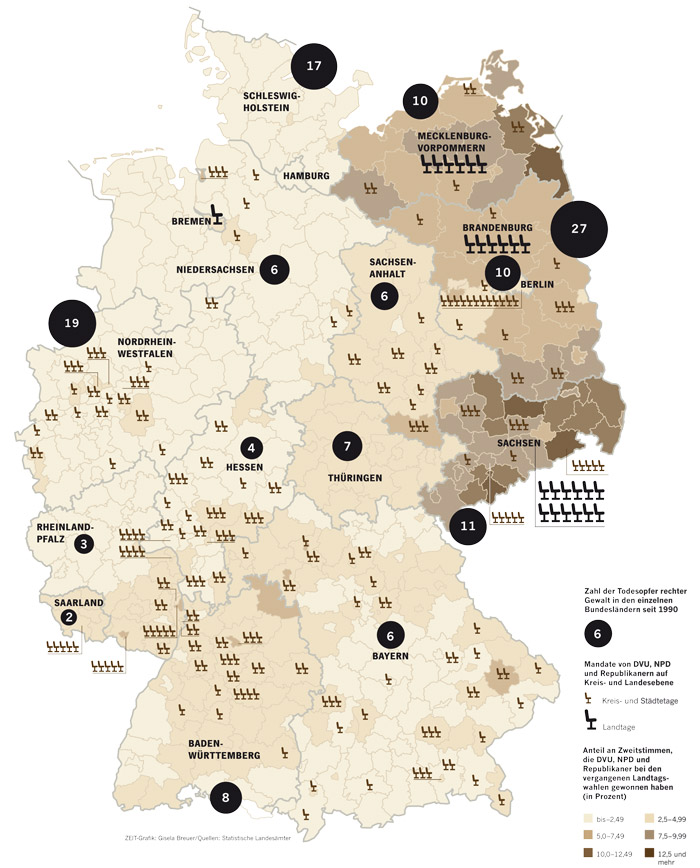 17
SCHLESWIG-
HOLSTEIN
10
MECKLENBURG-
VORPOMMERN
HAMBURG
BREMEN
BRANDENBURG
27
NIEDERSACHSEN
6
SACHSEN-
ANHALT
6
10
BERLIN
19
NORDRHEIN-
WESTFALEN
4
HESSEN
7
THÜRINGEN
SACHSEN
11
RHEINLAND-
PFALZ
3
SAARLAND
2
6
BAYERN
BADEN-
WÜRTTEMBERG
8
Zahl der Todesopfer rechter
Gewalt in den einzelnen
Bundesländern seit 1990
6
Mandate von DVU, NPD
und Republikanern auf
Kreis- und Landesebene
Kreis- und Städtetage
Landtage
Anteil an Zweitstimmen,
die DVU, NPD und
Republikaner bei den
vergangenen Landtags-
wahlen gewonnen haben
(in Prozent)
bis–2,49
2,5–4,99
5,0–7,49
7,5–9,99
10,0–12,49
12,5 und
mehr
ZEIT-Grafik: Gisela Breuer/Quellen: Statistische Landesämter